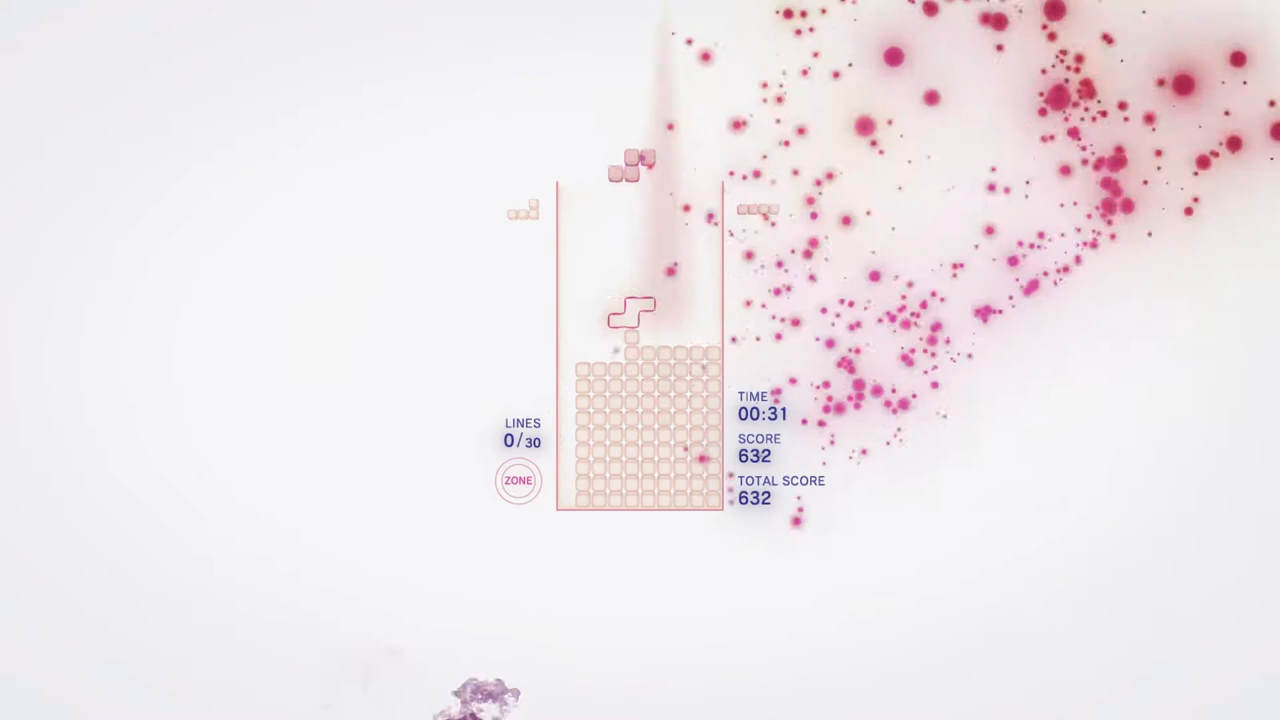 LINES
0/30
ZONE
TIME
00:31
SCORE
632
TOTAL SCORE
632